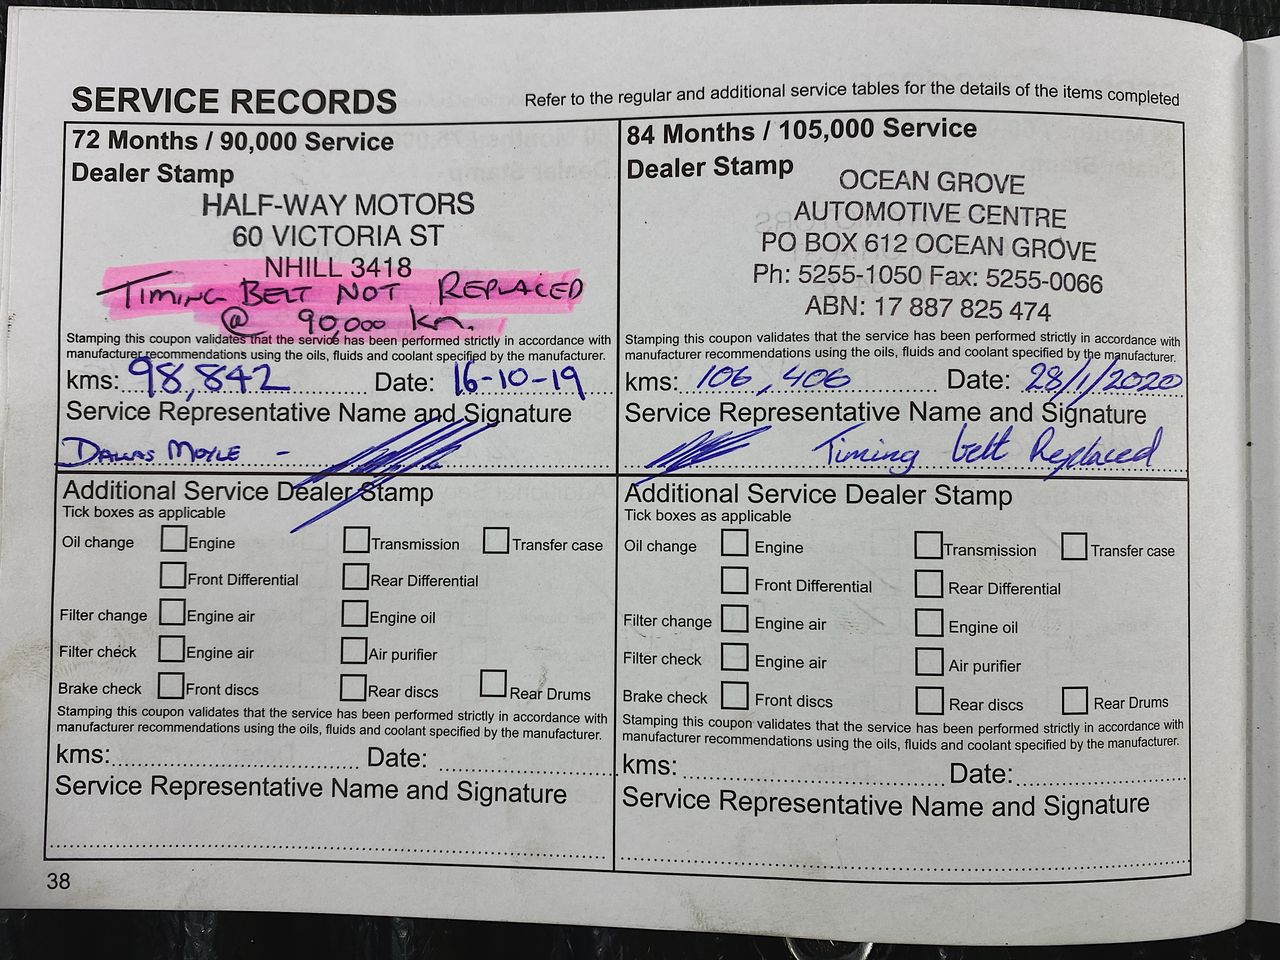 SERVICE RECORDS
Refer to the regular and additional service tables for the details of the items completed
72 Months / 90,000 Service
Dealer Stamp
HALF-WAY MOTORS
60 VICTORIA ST
NHILL 3418
TIMING BELT NOT REPLACED
@ 90,000 km.
Stamping this coupon validates that the service has been performed strictly in accordance with
manufacturer recommendations using the oils, fluids and coolant specified by the manufacturer.
kms: 98,842 Date: 16-10-19
Service Representative Name and Signature
DALLAS MOYLE -
Additional Service Dealer Stamp
Tick boxes as applicable
Oil change Engine Transmission Transfer case
Front Differential Rear Differential
Filter change Engine air Engine oil
Filter check Engine air Air purifier
Brake check Front discs Rear discs Rear Drums
Stamping this coupon validates that the service has been performed strictly in accordance with
manufacturer recommendations using the oils, fluids and coolant specified by the manufacturer.
kms: Date:
Service Representative Name and Signature
84 Months / 105,000 Service
Dealer Stamp
OCEAN GROVE
AUTOMOTIVE CENTRE
PO BOX 612 OCEAN GROVE
Ph: 5255-1050 Fax: 5255-0066
ABN: 17 887 825 474
Stamping this coupon validates that the service has been performed strictly in accordance with
manufacturer recommendations using the oils, fluids and coolant specified by the manufacturer.
kms: 106,406 Date: 28/1/2020
Service Representative Name and Signature
Timing belt Replaced
Additional Service Dealer Stamp
Tick boxes as applicable
Oil change Engine Transmission Transfer case
Front Differential Rear Differential
Filter change Engine air Engine oil
Filter check Engine air Air purifier
Brake check Front discs Rear discs Rear Drums
Stamping this coupon validates that the service has been performed strictly in accordance with
manufacturer recommendations using the oils, fluids and coolant specified by the manufacturer.
kms: Date:
Service Representative Name and Signature
38